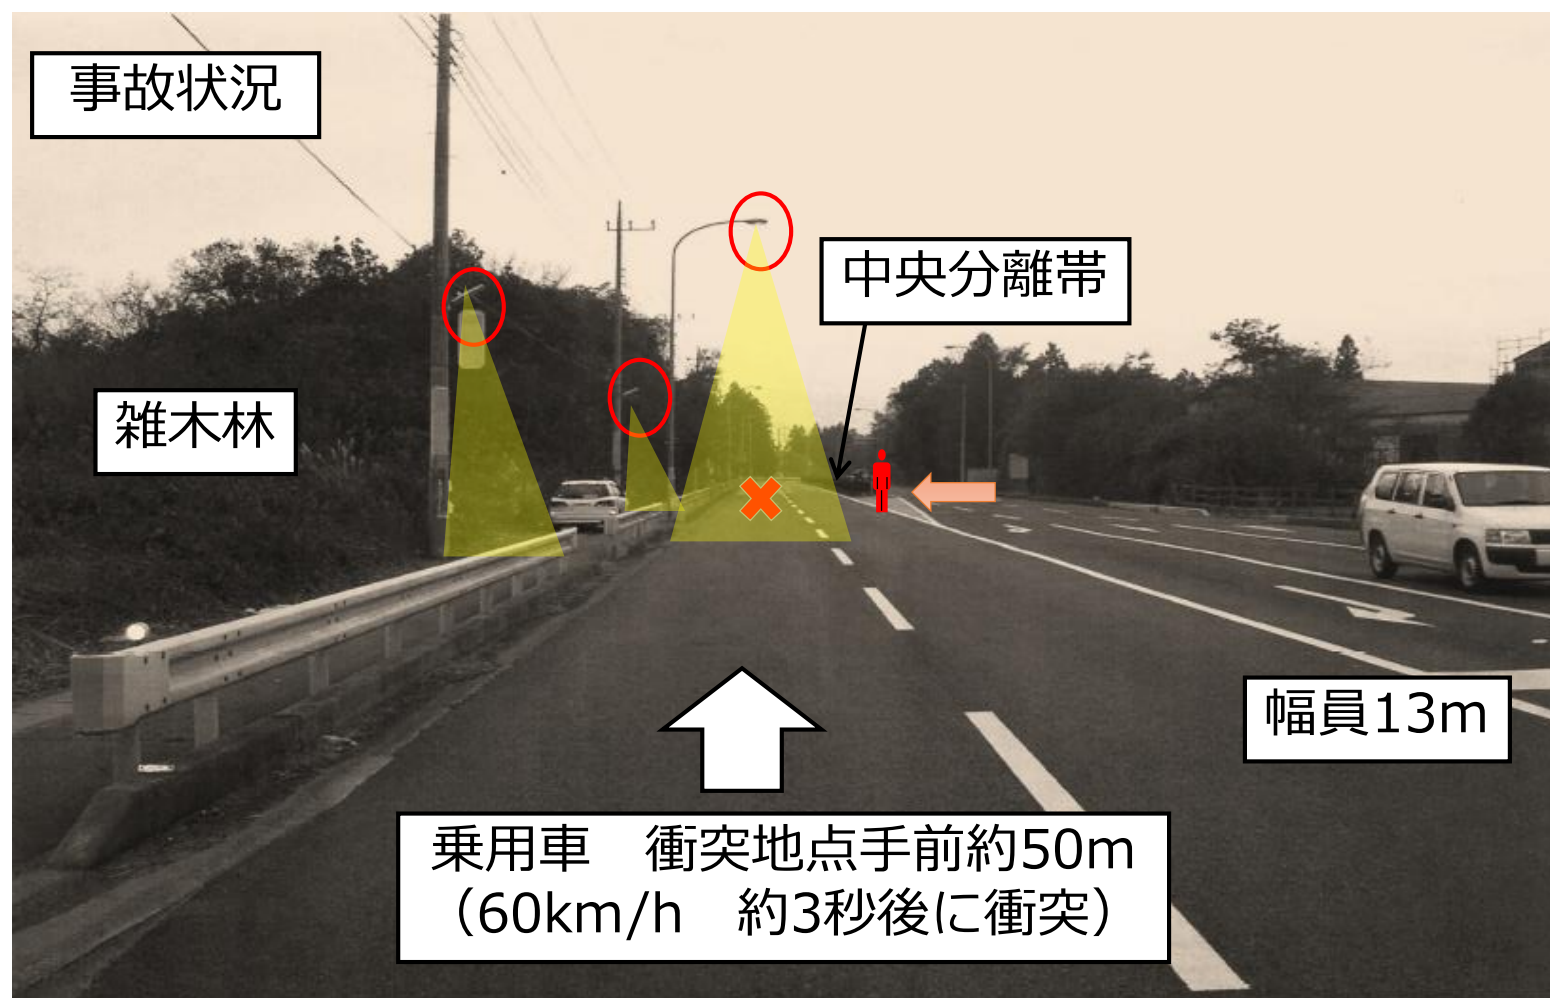 事故状況
中央分離帯
雑木林
幅員13m
乗用車　衝突地点手前約50m
（60km/h　約3秒後に衝突）